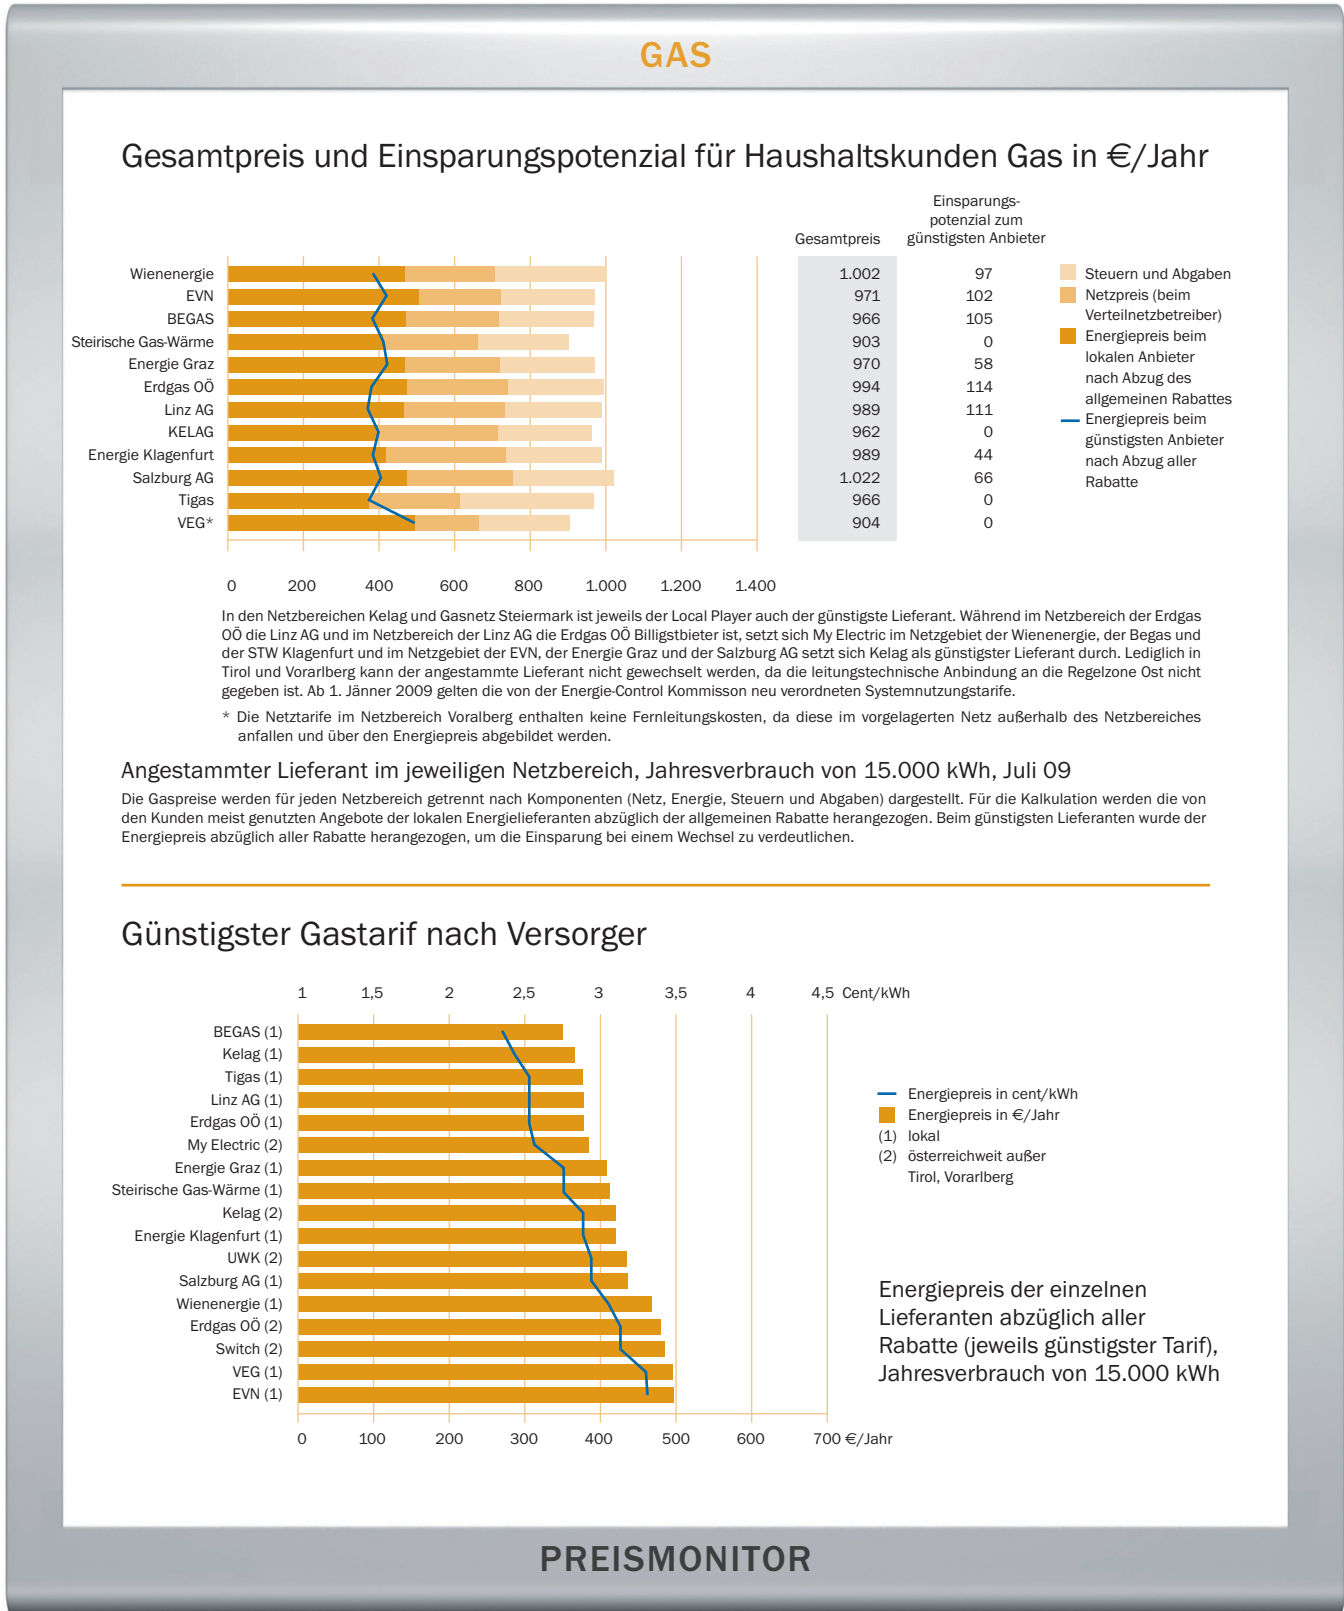 GAS
Gesamtpreis und Einsparungspotenzial für Haushaltskunden Gas in €/Jahr
Einsparungs-
potenzial zum
Gesamtpreis günstigsten Anbieter
Wienenergie 1.002 97
EVN 971 102
BEGAS 966 105
Steirische Gas-Wärme 903 0
Energie Graz 970 58
Erdgas OÖ 994 114
Linz AG 989 111
KELAG 962 0
Energie Klagenfurt 989 44
Salzburg AG 1.022 66
Tigas 966 0
VEG* 904 0
0 200 400 600 800 1.000 1.200 1.400
Steuern und Abgaben
Netzpreis (beim
Verteilnetzbetreiber)
Energiepreis beim
lokalen Anbieter
nach Abzug des
allgemeinen Rabattes
Energiepreis beim
günstigsten Anbieter
nach Abzug aller
Rabatte
In den Netzbereichen Kelag und Gasnetz Steiermark ist jeweils der Local Player auch der günstigste Lieferant. Während im Netzbereich der Erdgas
OÖ die Linz AG und im Netzbereich der Linz AG die Erdgas OÖ Billigstbieter ist, setzt sich My Electric im Netzgebiet der Wienenergie, der Begas und
der STW Klagenfurt und im Netzgebiet der EVN, der Energie Graz und der Salzburg AG setzt sich Kelag als günstigster Lieferant durch. Lediglich in
Tirol und Vorarlberg kann der angestammte Lieferant nicht gewechselt werden, da die leitungstechnische Anbindung an die Regelzone Ost nicht
gegeben ist. Ab 1. Jänner 2009 gelten die von der Energie-Control Kommisson neu verordneten Systemnutzungstarife.
* Die Netztarife im Netzbereich Voralberg enthalten keine Fernleitungskosten, da diese im vorgelagerten Netz außerhalb des Netzbereiches
anfallen und über den Energiepreis abgebildet werden.
Angestammter Lieferant im jeweiligen Netzbereich, Jahresverbrauch von 15.000 kWh, Juli 09
Die Gaspreise werden für jeden Netzbereich getrennt nach Komponenten (Netz, Energie, Steuern und Abgaben) dargestellt. Für die Kalkulation werden die von
den Kunden meist genutzten Angebote der lokalen Energielieferanten abzüglich der allgemeinen Rabatte herangezogen. Beim günstigsten Lieferanten wurde der
Energiepreis abzüglich aller Rabatte herangezogen, um die Einsparung bei einem Wechsel zu verdeutlichen.
Günstigster Gastarif nach Versorger
1 1,5 2 2,5 3 3,5 4 4,5 Cent/kWh
BEGAS (1)
Kelag (1)
Tigas (1)
Linz AG (1)
Erdgas OÖ (1)
My Electric (2)
Energie Graz (1)
Steirische Gas-Wärme (1)
Kelag (2)
Energie Klagenfurt (1)
UWK (2)
Salzburg AG (1)
Wienenergie (1)
Erdgas OÖ (2)
Switch (2)
VEG (1)
EVN (1)
0 100 200 300 400 500 600 700 €/Jahr
Energiepreis in cent/kWh
Energiepreis in €/Jahr
(1) lokal
(2) österreichweit außer
Tirol, Vorarlberg
Energiepreis der einzelnen
Lieferanten abzüglich aller
Rabatte (jeweils günstigster Tarif),
Jahresverbrauch von 15.000 kWh
PREISMONITOR